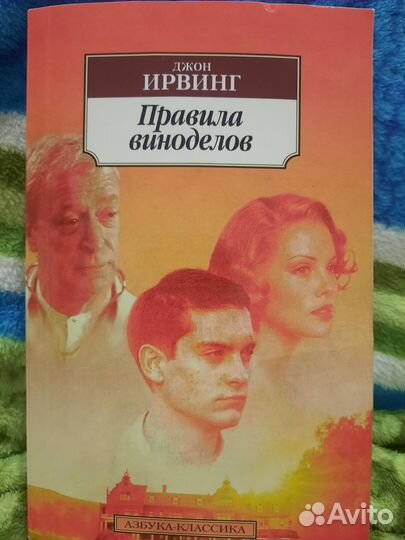 ДЖОН
ИРВИНГ
Правила
виноделов
АЗБУКА-КЛАССИКА
Avito